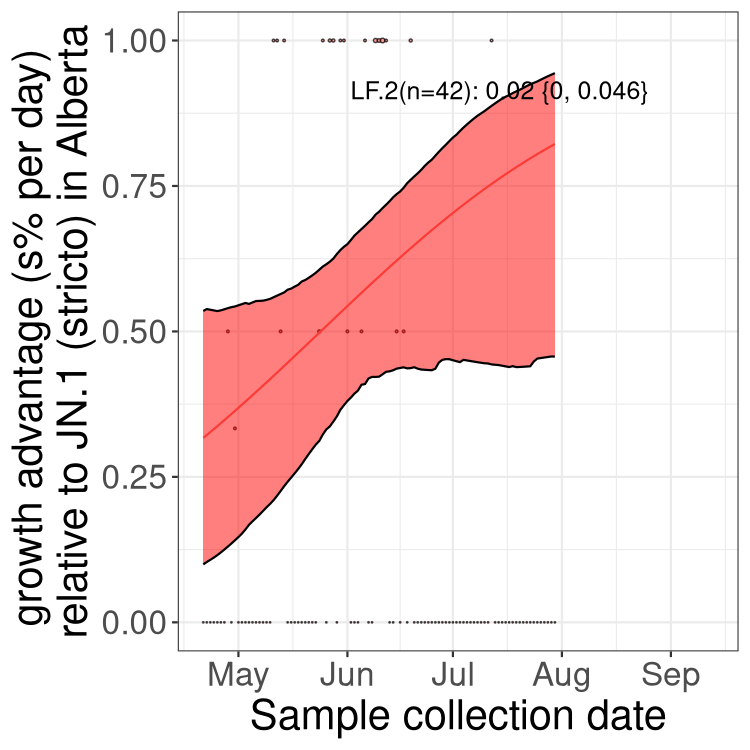 growth advantage (s% per day)
relative to JN.1 (stricto) in Alberta
1.00
0.75
0.50
0.25
0.00
LF.2(n=42): 0.02 {0, 0.046}
May Jun Jul Aug Sep
Sample collection date